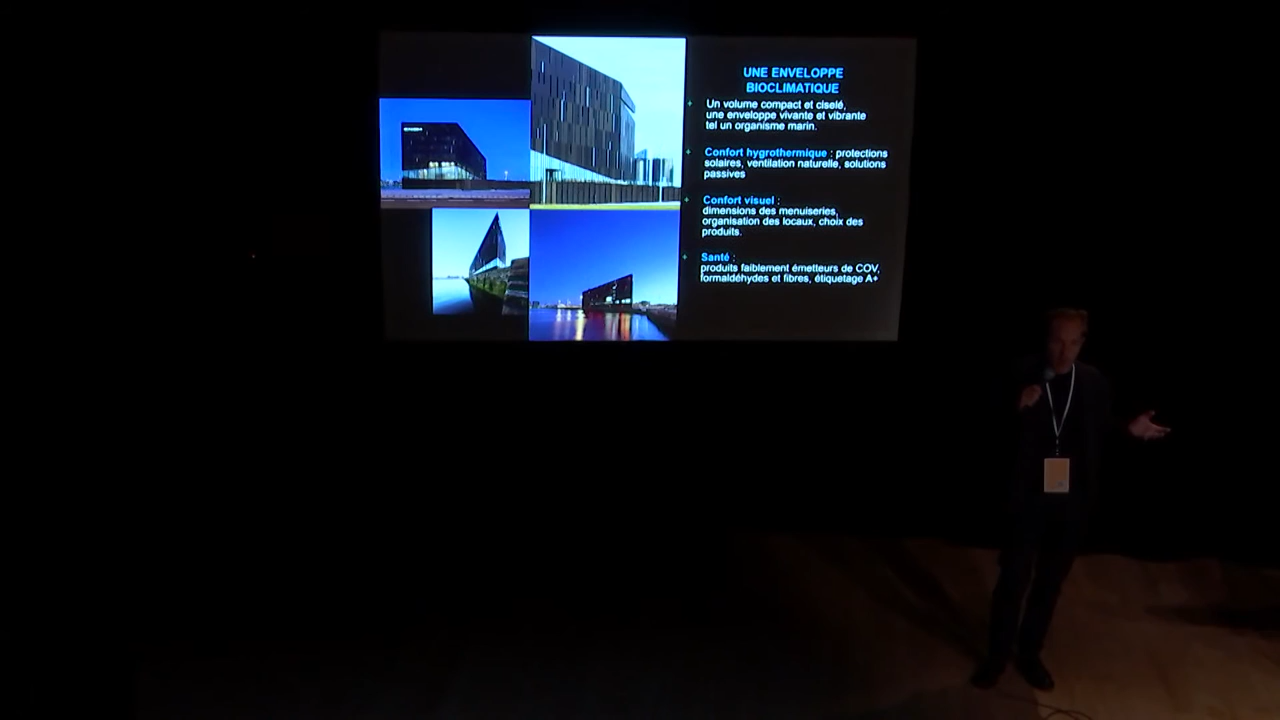 UNE ENVELOPPE
BIOCLIMATIQUE
+ Un volume compact et ciselé,
une enveloppe vivante et vibrante
tel un organisme marin.
+ Confort hygrothermique : protections
solaires, ventilation naturelle, solutions
passives
+ Confort visuel :
dimensions des menuiseries,
organisation des locaux, choix des
produits.
+ Santé :
produits faiblement émetteurs de COV,
formaldéhydes et fibres, étiquetage A+